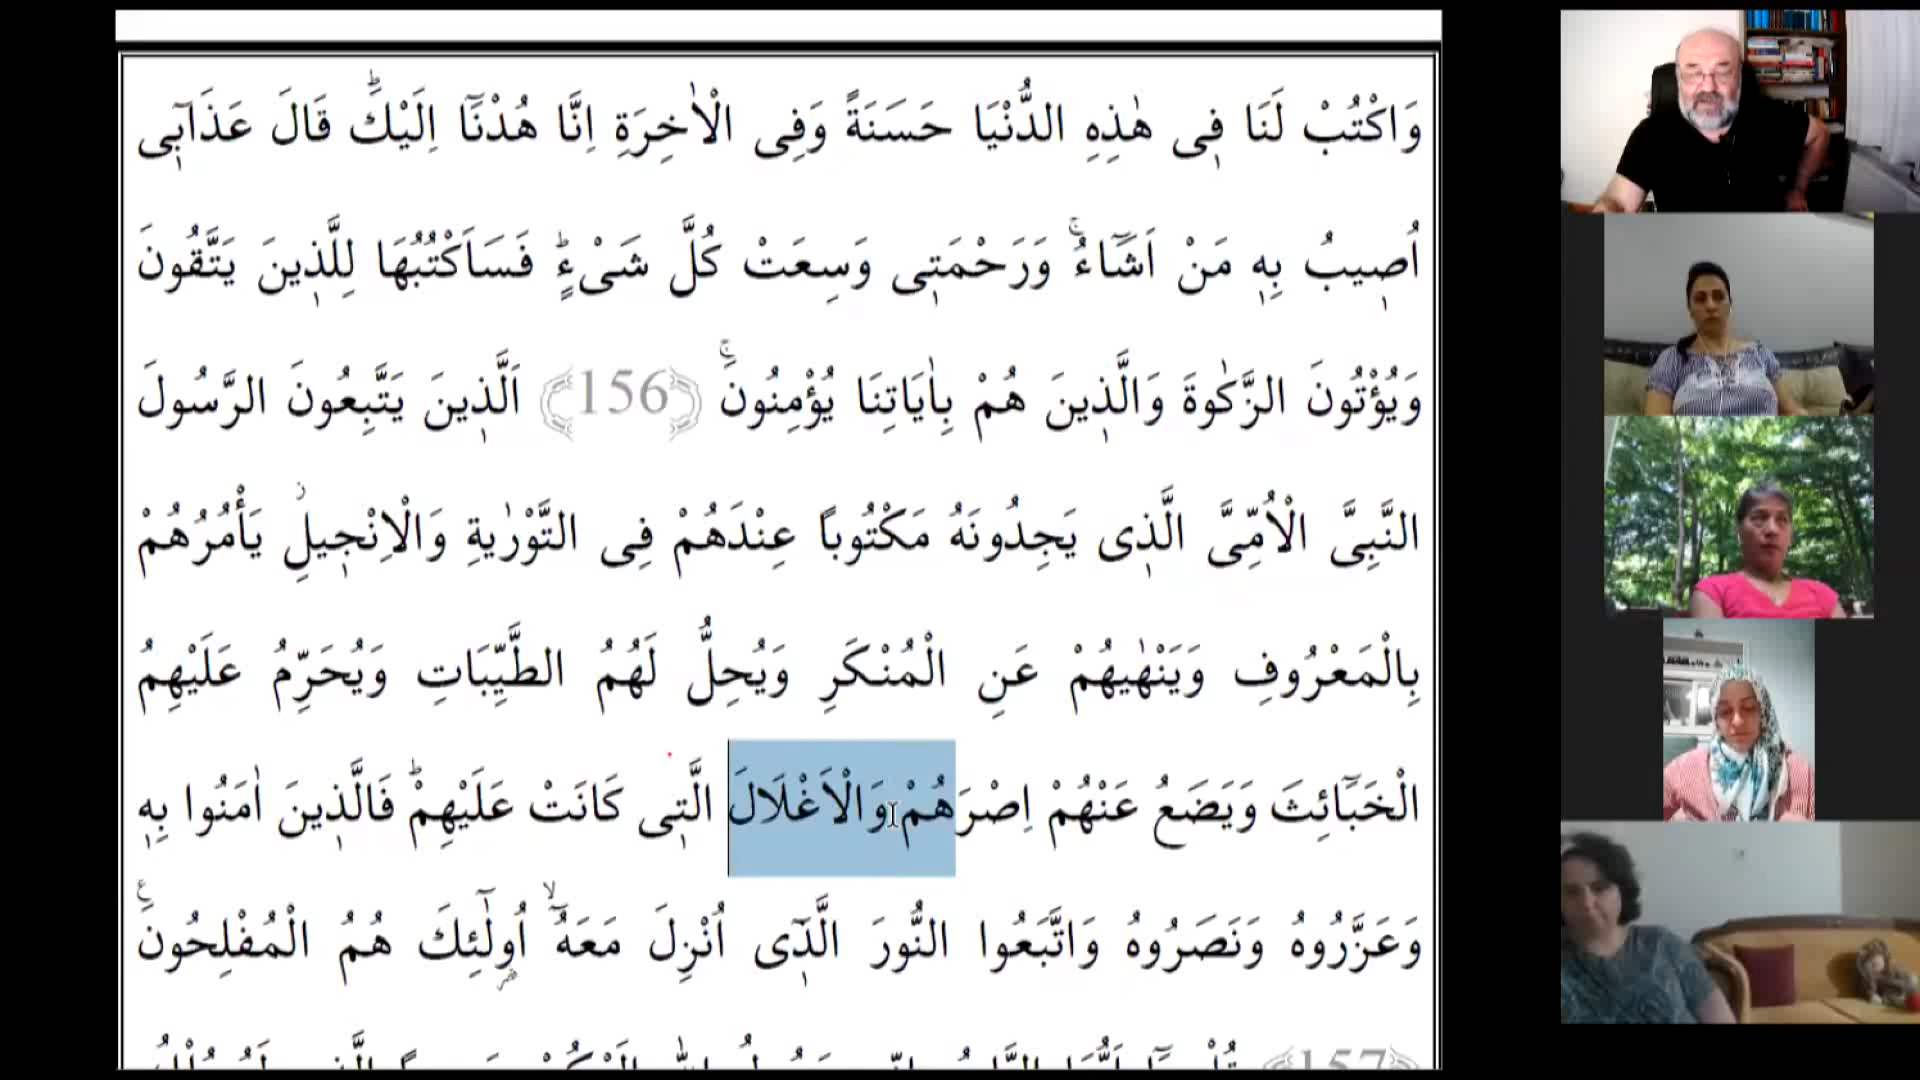 وَاكْتُبْ لَنَا ف۪ى هٰذِهِ الدُّنْيَا حَسَنَةً وَفِى الْاٰخِرَةِ اِنَّا هُدْنَٓا اِلَيْكَۜ قَالَ عَذَاب۪ٓى
اُص۪يبُ بِه۪ مَنْ اَشَٓاءُۚ وَرَحْمَت۪ى وَسِعَتْ كُلَّ شَىْءٍۜ فَسَاَكْتُبُهَا لِلَّذ۪ينَ يَتَّقُونَ
وَيُؤْتُونَ الزَّكٰوةَ وَالَّذ۪ينَ هُمْ بِاٰيَاتِنَا يُؤْمِنُونَۚ ﴿156﴾ اَلَّذ۪ينَ يَتَّبِعُونَ الرَّسُولَ
النَّبِىَّ الْاُمِّىَّ الَّذ۪ى يَجِدُونَهُ مَكْتُوباً عِنْدَهُمْ فِى التَّوْرٰيةِ وَالْاِنْج۪يلِۘ يَأْمُرُهُمْ
بِالْمَعْرُوفِ وَيَنْهٰيهُمْ عَنِ الْمُنْكَرِ وَيُحِلُّ لَهُمُ الطَّيِّبَاتِ وَيُحَرِّمُ عَلَيْهِمُ
الْخَبَٓائِثَ وَيَضَعُ عَنْهُمْ اِصْرَهُمْ وَالْاَغْلَالَ الَّت۪ى كَانَتْ عَلَيْهِمْۜ فَالَّذ۪ينَ اٰمَنُوا بِه۪
وَعَزَّرُوهُ وَنَصَرُوهُ وَاتَّبَعُوا النُّورَ الَّذ۪ٓى اُنْزِلَ مَعَهُۙ اُو۬لٰٓئِكَ هُمُ الْمُفْلِحُونَۚ
﴿157﴾